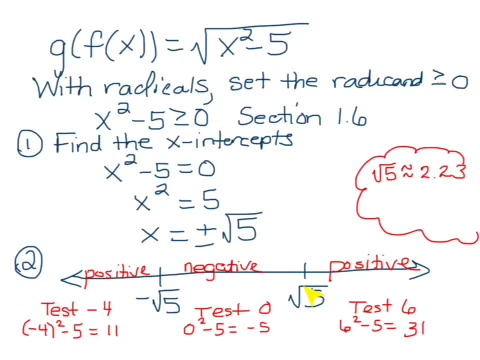 g(f(x)) = √x²-5
With radicals, set the radicand ≥ 0
x²-5 ≥ 0 Section 1.6
① Find the x-intercepts
x²-5 = 0
x² = 5
x = ±√5
√5 ≈ 2.23
②
positive negative positive
-√5 √5
Test -4 Test 0 Test 6
(-4)²-5 = 11 0²-5 = -5 6²-5 = 31